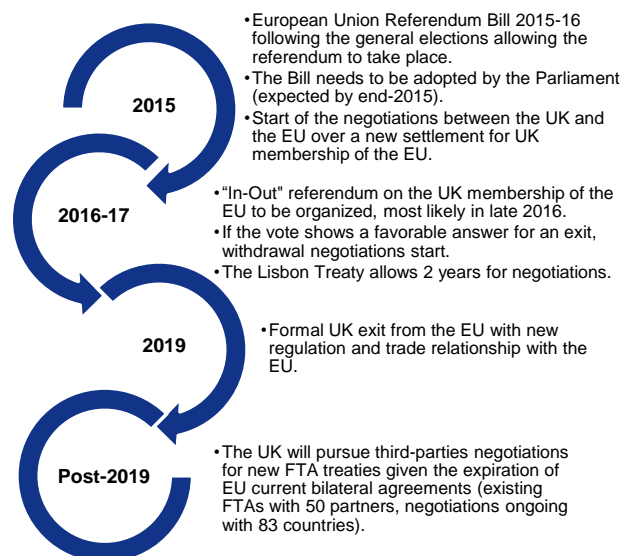 2015
•European Union Referendum Bill 2015-16
following the general elections allowing the
referendum to take place.
•The Bill needs to be adopted by the Parliament
(expected by end-2015).
•Start of the negotiations between the UK and
the EU over a new settlement for UK
membership of the EU.
2016-17
•“In-Out" referendum on the UK membership of the
EU to be organized, most likely in late 2016.
•If the vote shows a favorable answer for an exit,
withdrawal negotiations start.
•The Lisbon Treaty allows 2 years for negotiations.
2019
•Formal UK exit from the EU with new
regulation and trade relationship with the
EU.
Post-2019
•The UK will pursue third-parties negotiations
for new FTA treaties given the expiration of
EU current bilateral agreements (existing
FTAs with 50 partners, negotiations ongoing
with 83 countries).